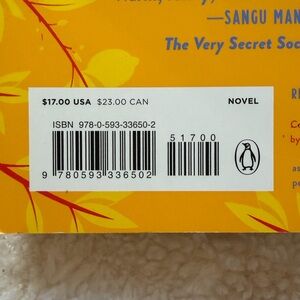 —SANGU MAN
The Very Secret Soc
$17.00 USA $23.00 CAN
NOVEL
ISBN 978-0-593-33650-2
51700
9 780593 336502